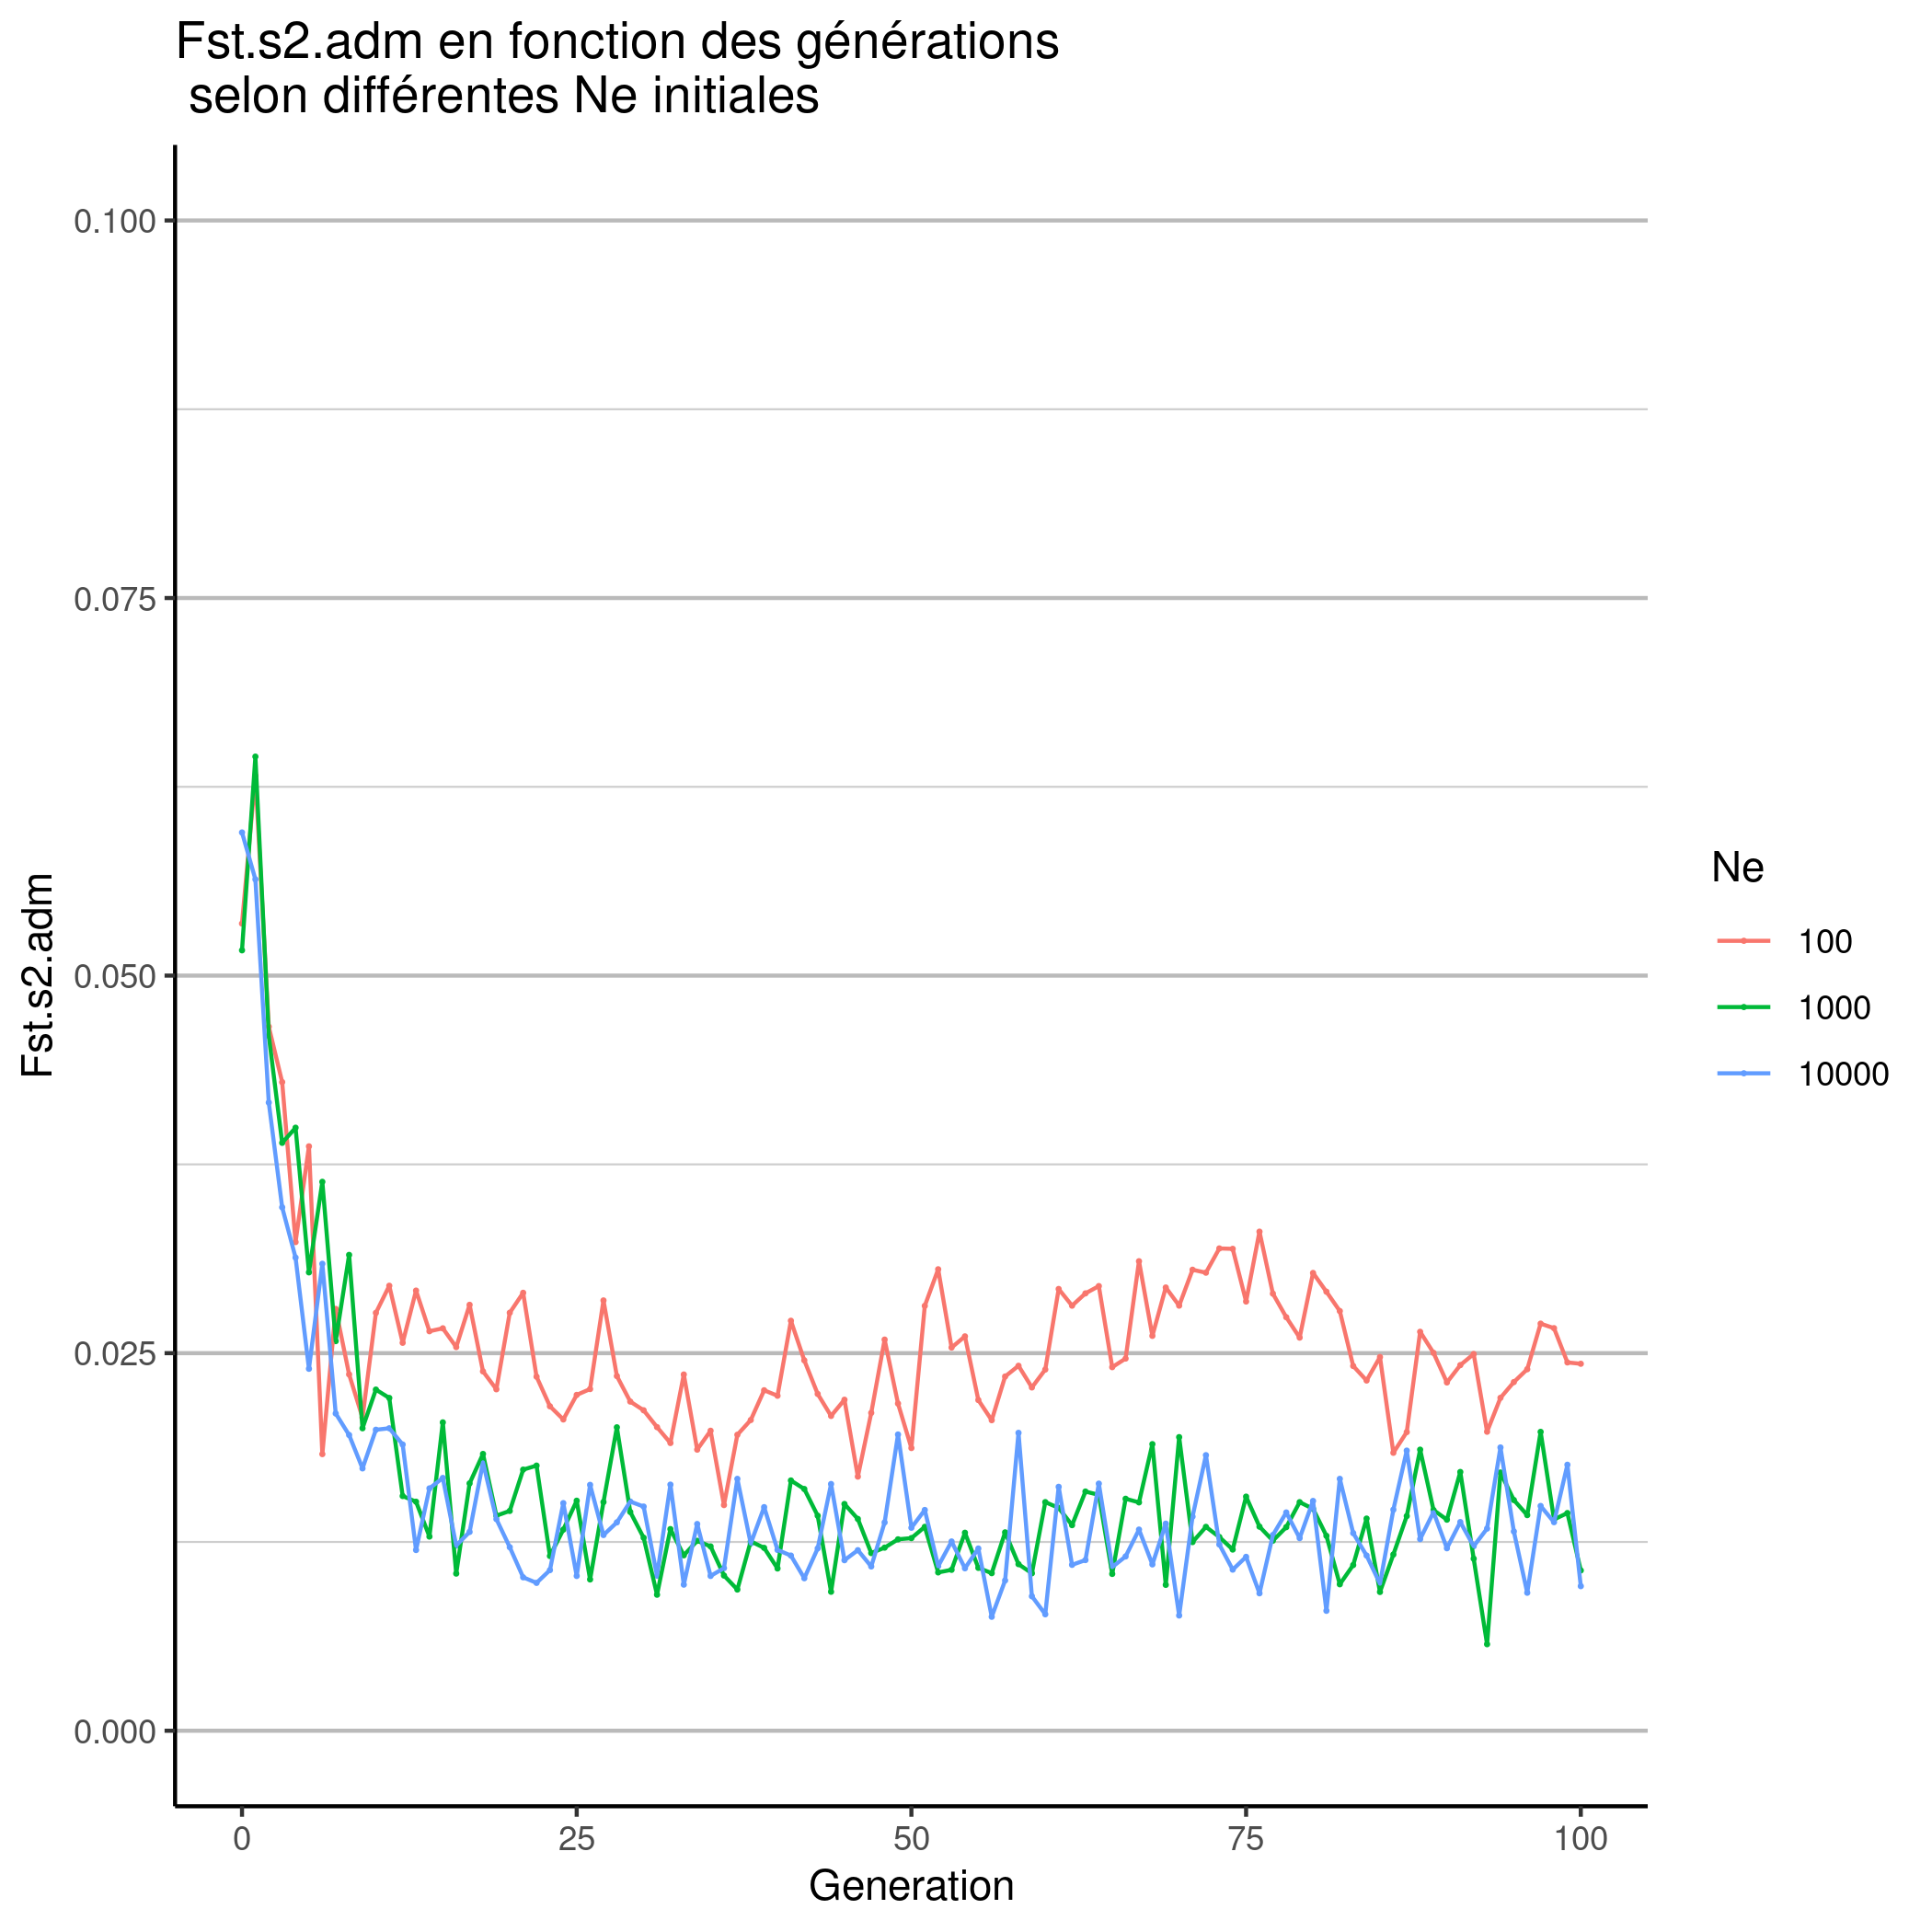 Fst.s2.adm en fonction des générations
selon différentes Ne initiales
0.100
0.075
0.050
0.025
0.000
Fst.s2.adm
0
25
50
75
100
Generation
Ne
100
1000
10000